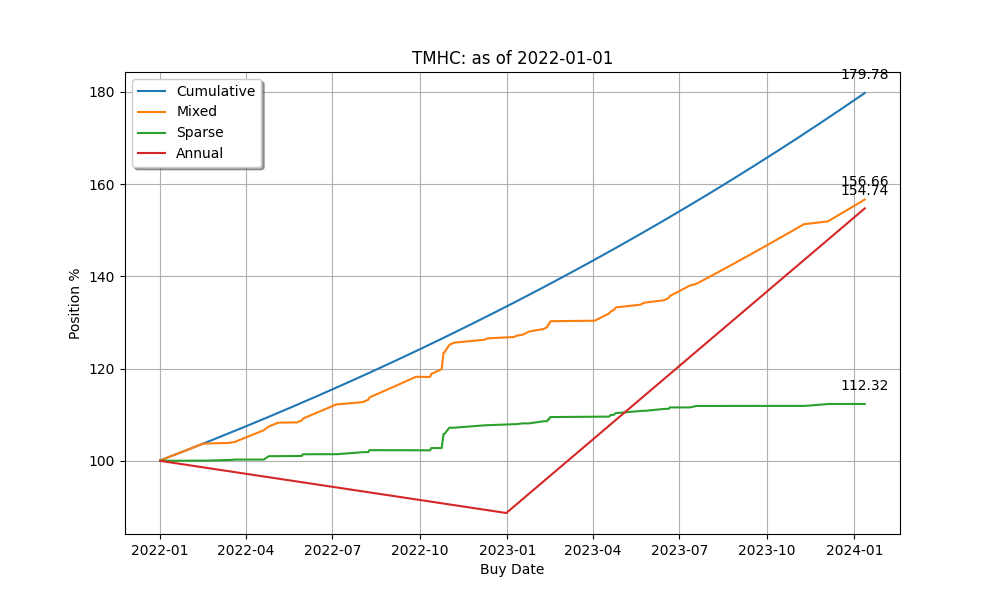 TMHC: as of 2022-01-01
179.78
180
Cumulative
Mixed
Sparse
Annual
160
156.66
154.74
140
120
112.32
100
Position %
2022-01 2022-04 2022-07 2022-10 2023-01 2023-04 2023-07 2023-10 2024-01
Buy Date